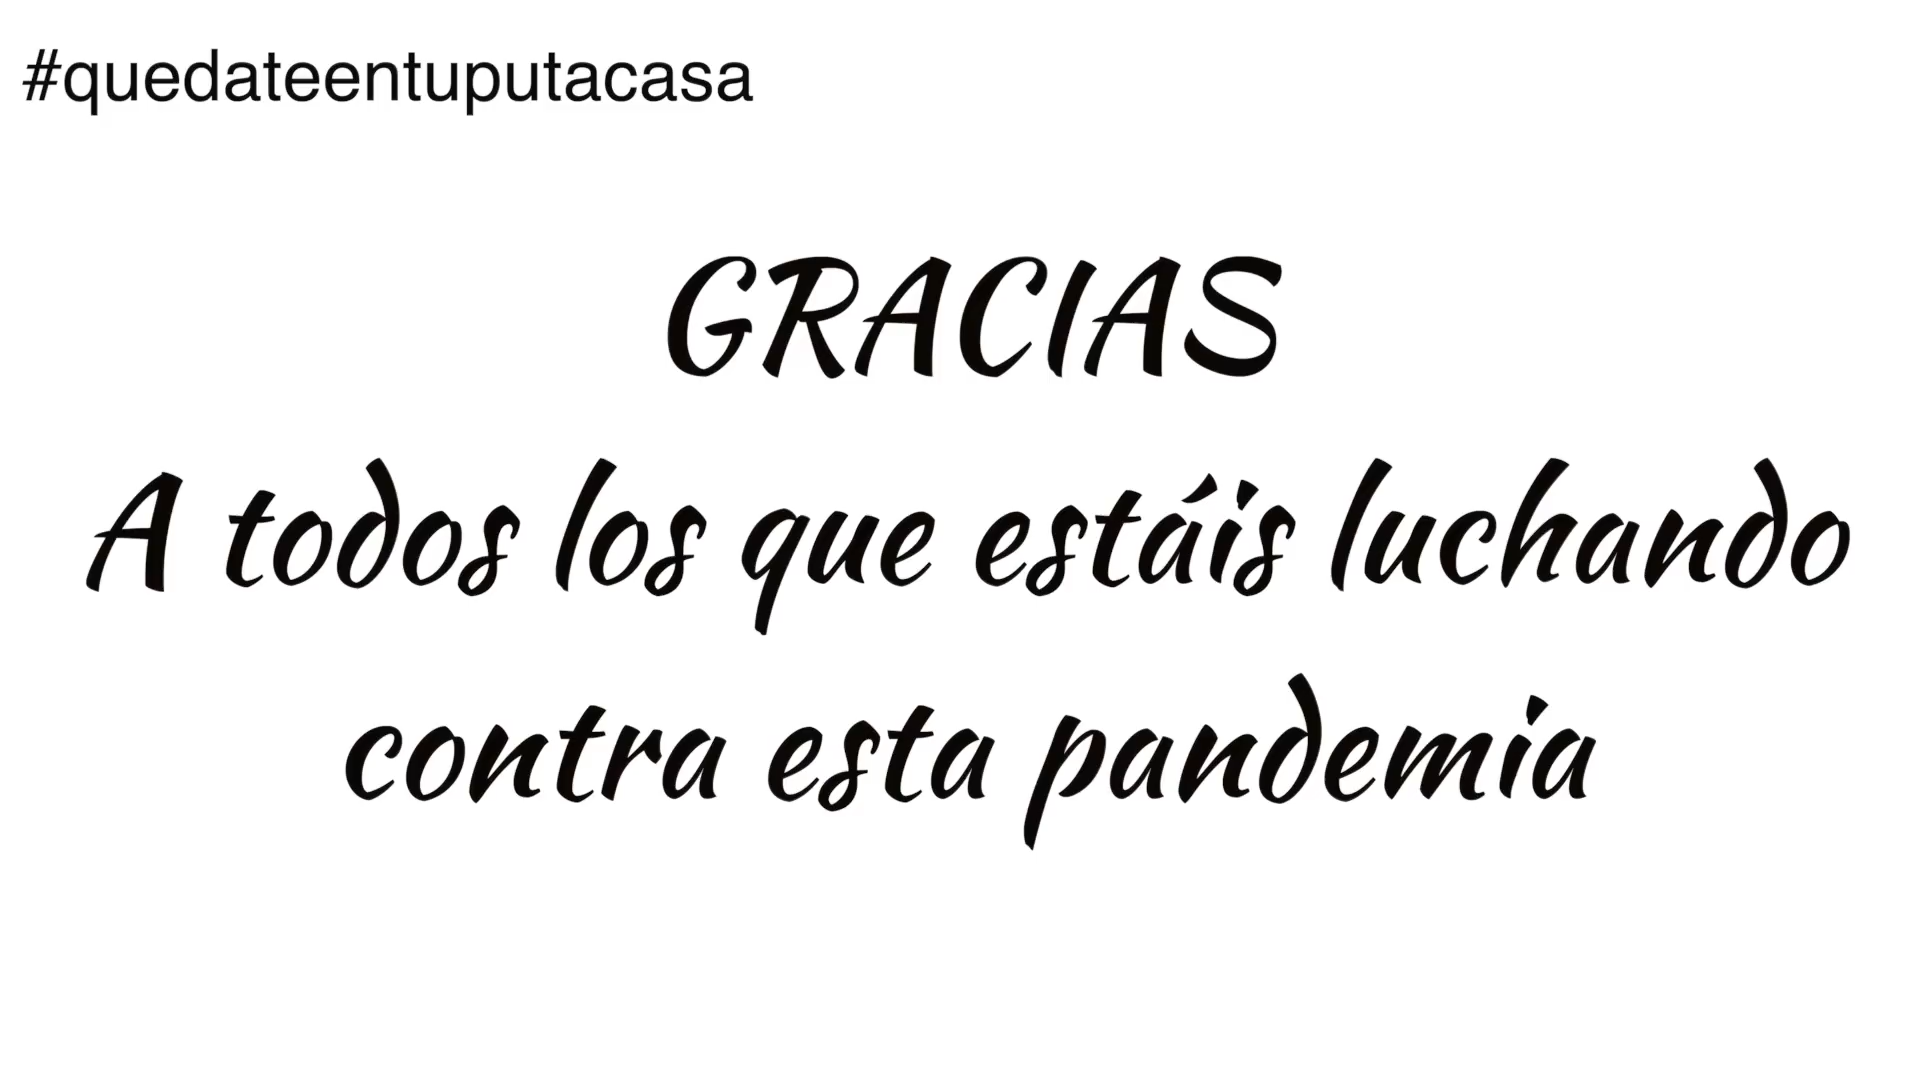 #quedateentuputacasa
GRACIAS
A todos los que estáis luchando
contra esta pandemia